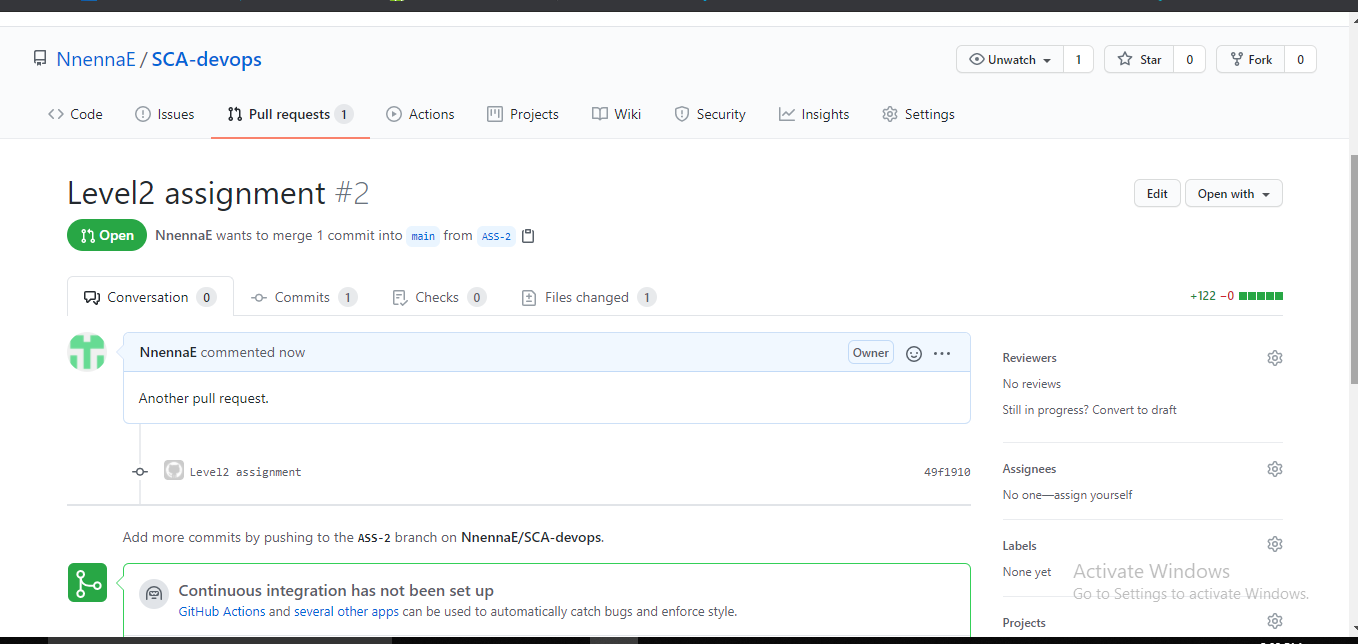 NnennaE / SCA-devops
Unwatch 1 Star 0 Fork 0
Code Issues Pull requests 1 Actions Projects Wiki Security Insights Settings
Level2 assignment #2
Edit Open with
Open NnennaE wants to merge 1 commit into main from ASS-2
Conversation 0 Commits 1 Checks 0 Files changed 1
+122 −0
NnennaE commented now
Owner
Another pull request.
Level2 assignment 49f1910
Add more commits by pushing to the ASS-2 branch on NnennaE/SCA-devops.
Continuous integration has not been set up
GitHub Actions and several other apps can be used to automatically catch bugs and enforce style.
Reviewers
No reviews
Still in progress? Convert to draft
Assignees
No one—assign yourself
Labels
None yet
Projects
Activate Windows
Go to Settings to activate Windows.